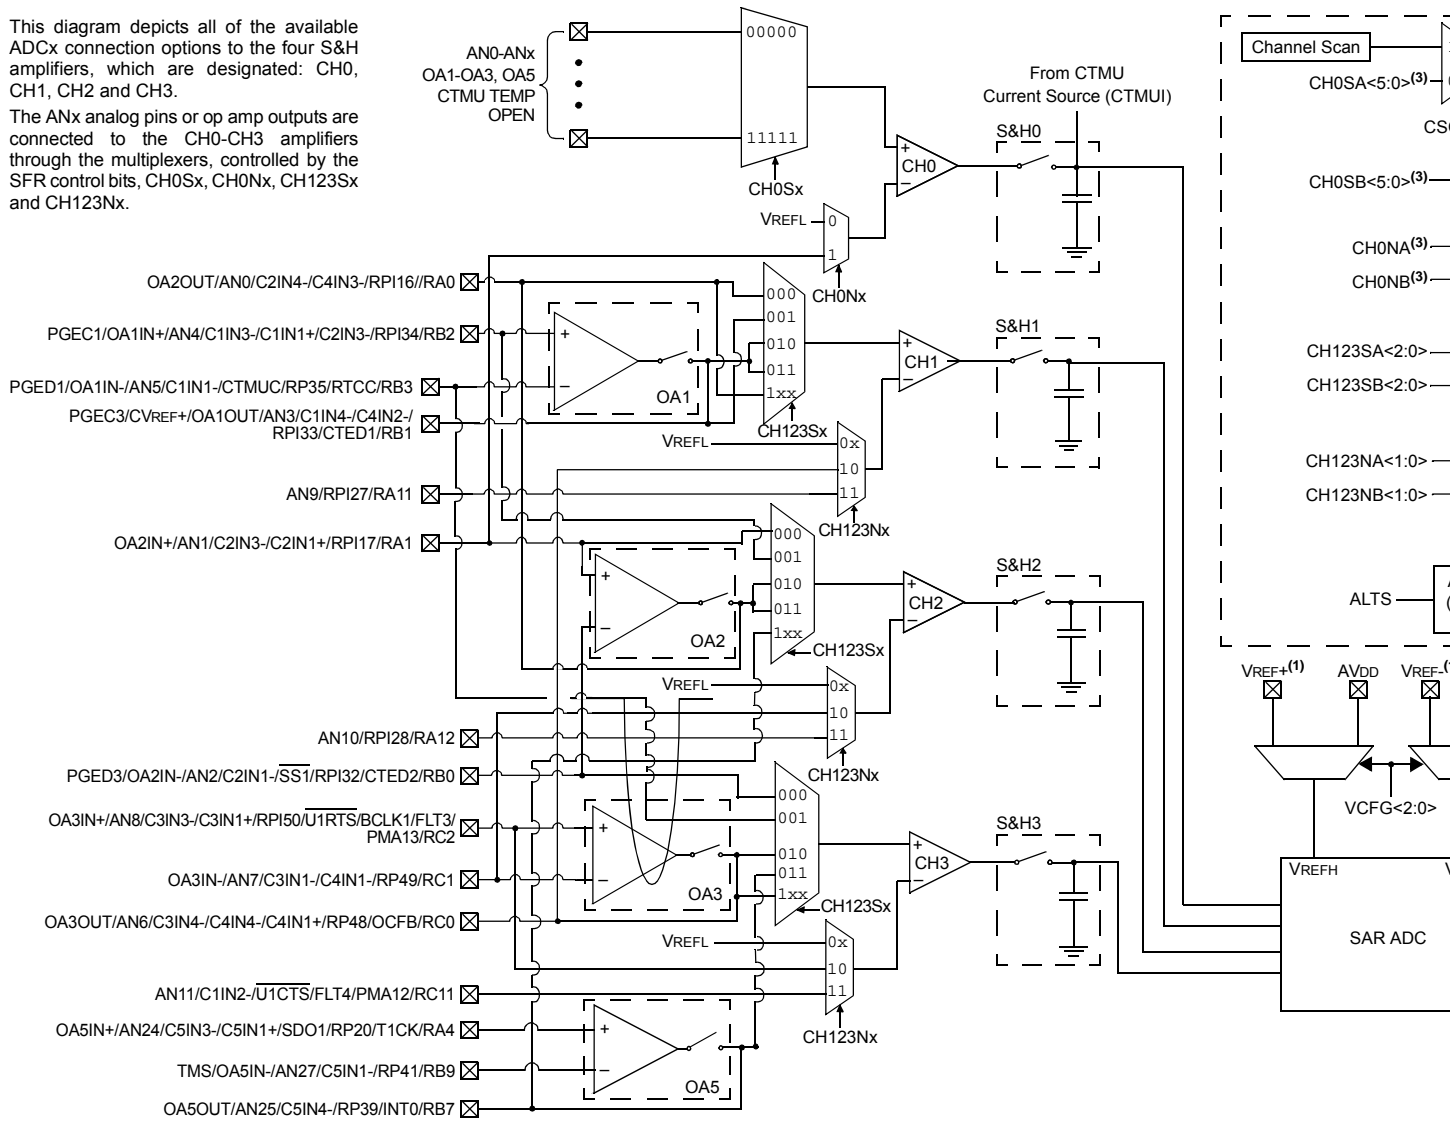 This diagram depicts all of the available
ADCx connection options to the four S&H
amplifiers, which are designated: CH0,
CH1, CH2 and CH3.
The ANx analog pins or op amp outputs are
connected to the CH0-CH3 amplifiers
through the multiplexers, controlled by the
SFR control bits, CH0Sx, CH0Nx, CH123Sx
and CH123Nx.
AN0-ANx
OA1-OA3, OA5
CTMU TEMP
OPEN
00000
11111
CH0Sx
From CTMU
Current Source (CTMUI)
S&H0
+
CH0
–
VREFL
0
1
CH0Nx
Channel Scan
CH0SA<5:0>(3)
CH0SB<5:0>(3)
CH0NA(3)
CH0NB(3)
CH123SA<2:0>
CH123SB<2:0>
CH123NA<1:0>
CH123NB<1:0>
ALTS
OA2OUT/AN0/C2IN4-/C4IN3-/RPI16//RA0
PGEC1/OA1IN+/AN4/C1IN3-/C1IN1+/C2IN3-/RPI34/RB2
PGED1/OA1IN-/AN5/C1IN1-/CTMUC/RP35/RTCC/RB3
PGEC3/CVREF+/OA1OUT/AN3/C1IN4-/C4IN2-/
RPI33/CTED1/RB1
+
–
OA1
000
001
010
011
1xx
CH123Sx
+
CH1
–
S&H1
VREFL
0x
10
11
CH123Nx
AN9/RPI27/RA11
OA2IN+/AN1/C2IN3-/C2IN1+/RPI17/RA1
+
–
OA2
000
001
010
011
1xx
CH123Sx
+
CH2
–
S&H2
VREFL
0x
10
11
CH123Nx
AN10/RPI28/RA12
PGED3/OA2IN-/AN2/C2IN1-/SS1/RPI32/CTED2/RB0
OA3IN+/AN8/C3IN3-/C3IN1+/RPI50/U1RTS/BCLK1/FLT3/
PMA13/RC2
OA3IN-/AN7/C3IN1-/C4IN1-/RP49/RC1
OA3OUT/AN6/C3IN4-/C4IN4-/C4IN1+/RP48/OCFB/RC0
+
–
OA3
000
001
010
011
1xx
CH123Sx
+
CH3
–
S&H3
VREFL
0x
10
11
CH123Nx
AN11/C1IN2-/U1CTS/FLT4/PMA12/RC11
OA5IN+/AN24/C5IN3-/C5IN1+/SDO1/RP20/T1CK/RA4
TMS/OA5IN-/AN27/C5IN1-/RP41/RB9
OA5OUT/AN25/C5IN4-/RP39/INT0/RB7
+
–
OA5
VREF+(1)
AVDD
VREF-
VCFG<2:0>
VREFH
SAR ADC